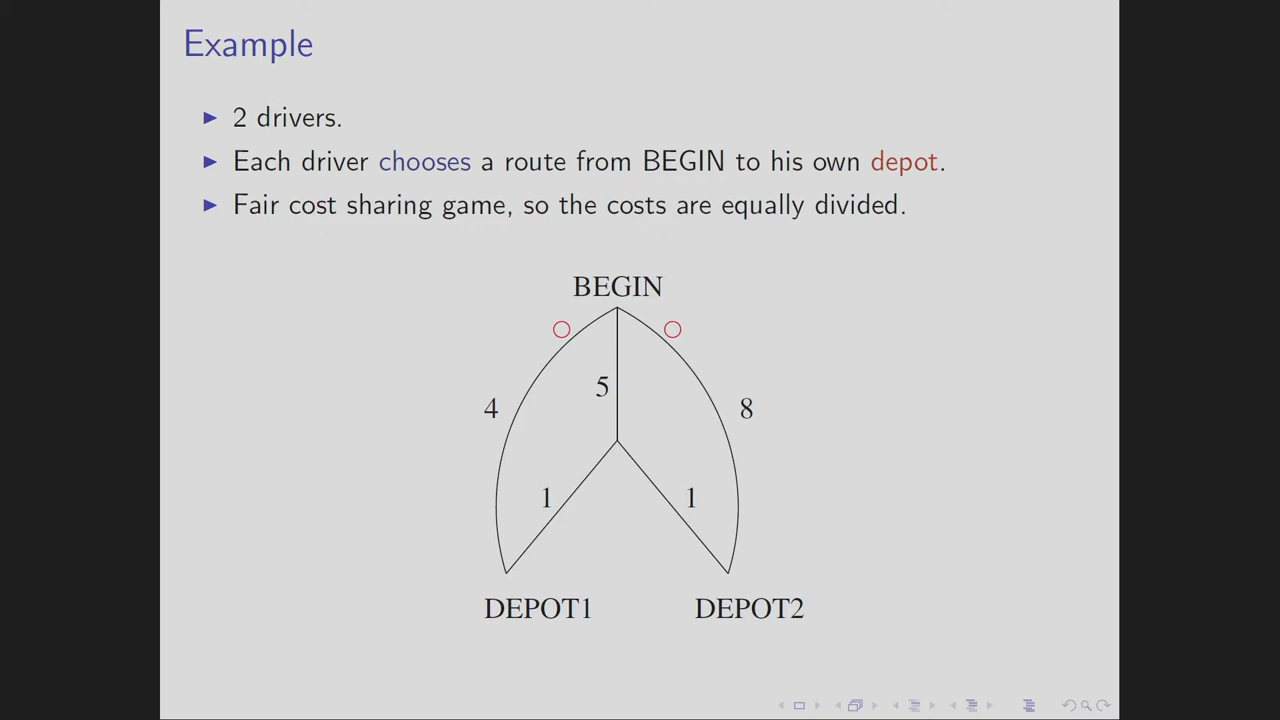 Example
2 drivers.
Each driver chooses a route from BEGIN to his own depot.
Fair cost sharing game, so the costs are equally divided.
BEGIN
5
4
8
1
1
DEPOT1
DEPOT2